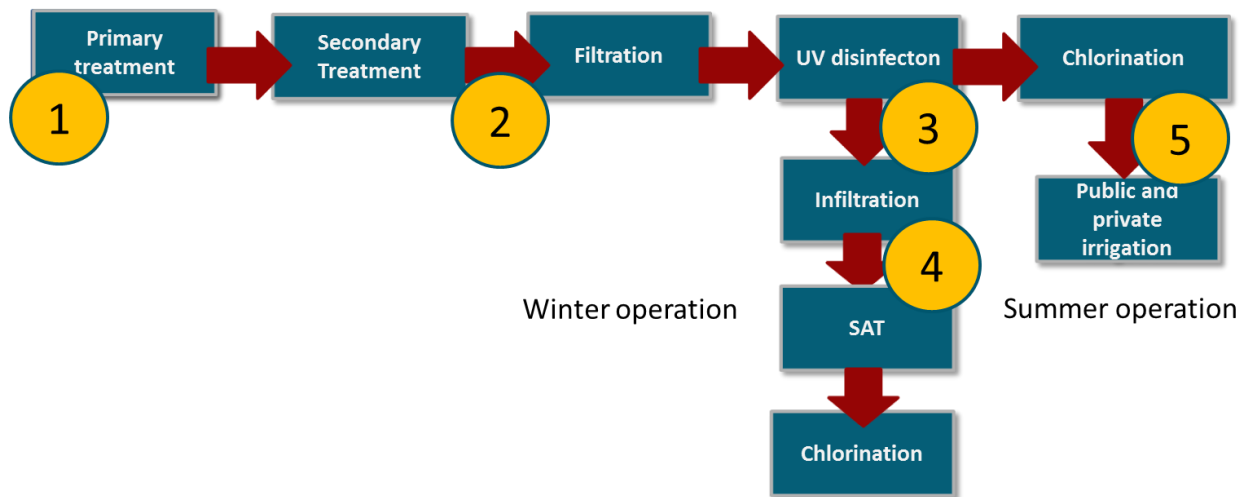 Primary
treatment
Secondary
Treatment
Filtration
UV disinfecton
Chlorination
1
2
3
5
Infiltration
Public and
private
irrigation
4
Winter operation
Summer operation
SAT
Chlorination